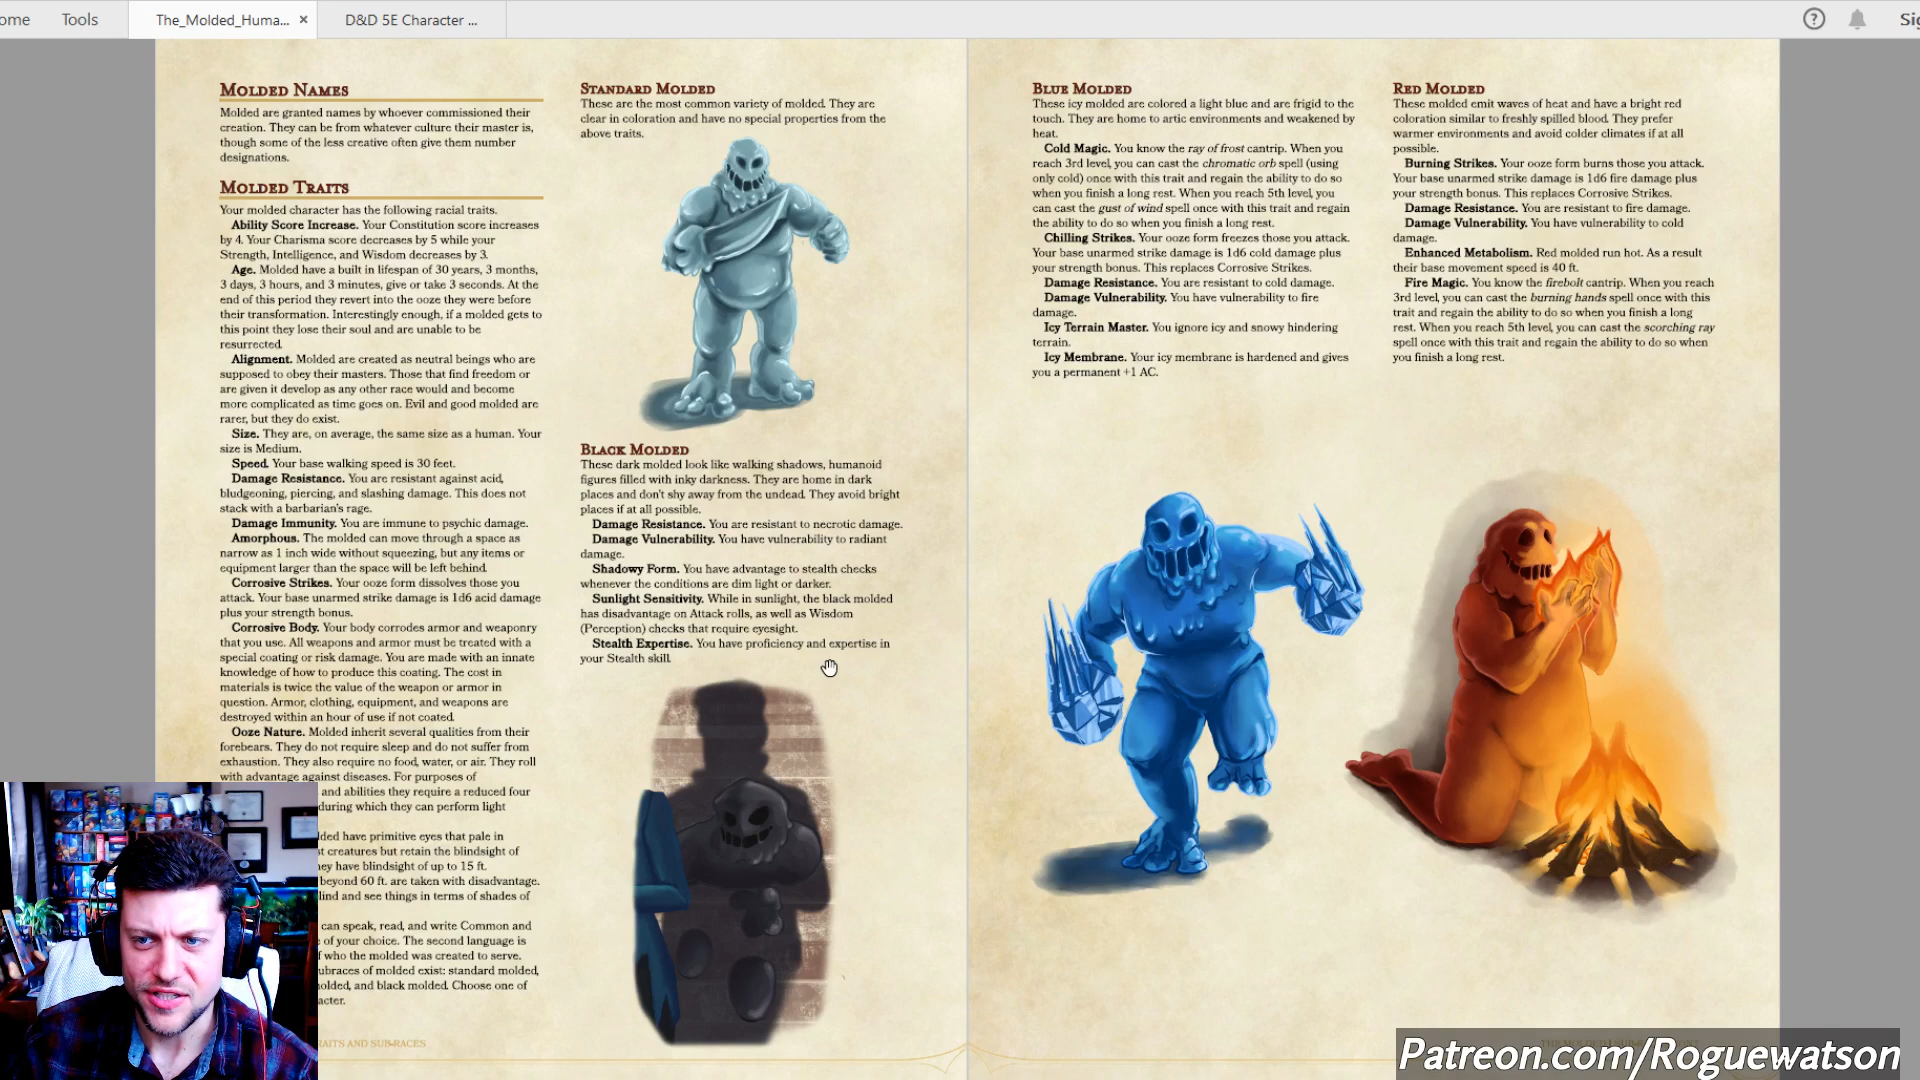 ome
Tools
The_Molded_Huma...
D&D 5E Character ...
Molded Names
Molded are granted names by whoever commissioned their
creation. They can be from whatever culture their master is,
though some of the less creative often give them number
designations.
Molded Traits
Your molded character has the following racial traits.
Ability Score Increase. Your Constitution score increases
by 4. Your Charisma score decreases by 5 while your
Strength, Intelligence, and Wisdom decreases by 3.
Age. Molded have a built in lifespan of 30 years, 3 months,
3 days, 3 hours, and 3 minutes, give or take 3 seconds. At the
end of this period they revert into the ooze they were before
their transformation. Interestingly enough, if a molded gets to
this point they lose their soul and are unable to be
resurrected.
Alignment. Molded are created as neutral beings who are
supposed to obey their masters. Those that find freedom or
are given it develop as any other race would and become
more complicated as time goes on. Evil and good molded are
rarer, but they do exist.
Size. They are, on average, the same size as a human. Your
size is Medium.
Speed. Your base walking speed is 30 feet.
Damage Resistance. You are resistant against acid,
bludgeoning, piercing, and slashing damage. This does not
stack with a barbarian's rage.
Damage Immunity. You are immune to psychic damage.
Amorphous. The molded can move through a space as
narrow as 1 inch wide without squeezing, but any items or
equipment larger than the space will be left behind.
Corrosive Strikes. Your ooze form dissolves those you
attack. Your base unarmed strike damage is 1d6 acid damage
plus your strength bonus.
Corrosive Body. Your body corrodes armor and weaponry
that you use. All weapons and armor must be treated with a
special coating or risk damage. You are made with an innate
knowledge of how to produce this coating. The cost in
materials is twice the value of the weapon or armor in
question. Armor, clothing, equipment, and weapons are
destroyed within an hour of use if not coated.
Ooze Nature. Molded inherit several qualities from their
forebears. They do not require sleep and do not suffer from
exhaustion. They also require no food, water, or air. They roll
with advantage against diseases. For purposes of
and abilities they require a reduced four
during which they can perform light
lded have primitive eyes that pale in
t creatures but retain the blindsight of
ey have blindsight of up to 15 ft.
beyond 60 ft. are taken with disadvantage.
lind and see things in terms of shades of
can speak, read, and write Common and
of your choice. The second language is
f who the molded was created to serve.
ubraces of molded exist: standard molded,
olded, and black molded. Choose one of
acter.
RAITS AND SUB-RACES
Standard Molded
These are the most common variety of molded. They are
clear in coloration and have no special properties from the
above traits.
Black Molded
These dark molded look like walking shadows, humanoid
figures filled with inky darkness. They are home in dark
places and don't shy away from the undead. They avoid bright
places if at all possible.
Damage Resistance. You are resistant to necrotic damage.
Damage Vulnerability. You have vulnerability to radiant
damage.
Shadowy Form. You have advantage to stealth checks
whenever the conditions are dim light or darker.
Sunlight Sensitivity. While in sunlight, the black molded
has disadvantage on Attack rolls, as well as Wisdom
(Perception) checks that require eyesight.
Stealth Expertise. You have proficiency and expertise in
your Stealth skill.
Blue Molded
These icy molded are colored a light blue and are frigid to the
touch. They are home to artic environments and weakened by
heat.
Cold Magic. You know the ray of frost cantrip. When you
reach 3rd level, you can cast the chromatic orb spell (using
only cold) once with this trait and regain the ability to do so
when you finish a long rest. When you reach 5th level, you
can cast the gust of wind spell once with this trait and regain
the ability to do so when you finish a long rest.
Chilling Strikes. Your ooze form freezes those you attack.
Your base unarmed strike damage is 1d6 cold damage plus
your strength bonus. This replaces Corrosive Strikes.
Damage Resistance. You are resistant to cold damage.
Damage Vulnerability. You have vulnerability to fire
damage.
Icy Terrain Master. You ignore icy and snowy hindering
terrain.
Icy Membrane. Your icy membrane is hardened and gives
you a permanent +1 AC.
Red Molded
These molded emit waves of heat and have a bright red
coloration similar to freshly spilled blood. They prefer
warmer environments and avoid colder climates if at all
possible.
Burning Strikes. Your ooze form burns those you attack.
Your base unarmed strike damage is 1d6 fire damage plus
your strength bonus. This replaces Corrosive Strikes.
Damage Resistance. You are resistant to fire damage.
Damage Vulnerability. You have vulnerability to cold
damage.
Enhanced Metabolism. Red molded run hot. As a result
their base movement speed is 40 ft.
Fire Magic. You know the firebolt cantrip. When you reach
3rd level, you can cast the burning hands spell once with this
trait and regain the ability to do so when you finish a long
rest. When you reach 5th level, you can cast the scorching ray
spell once with this trait and regain the ability to do so when
you finish a long rest.
Patreon.com/Roguewatson